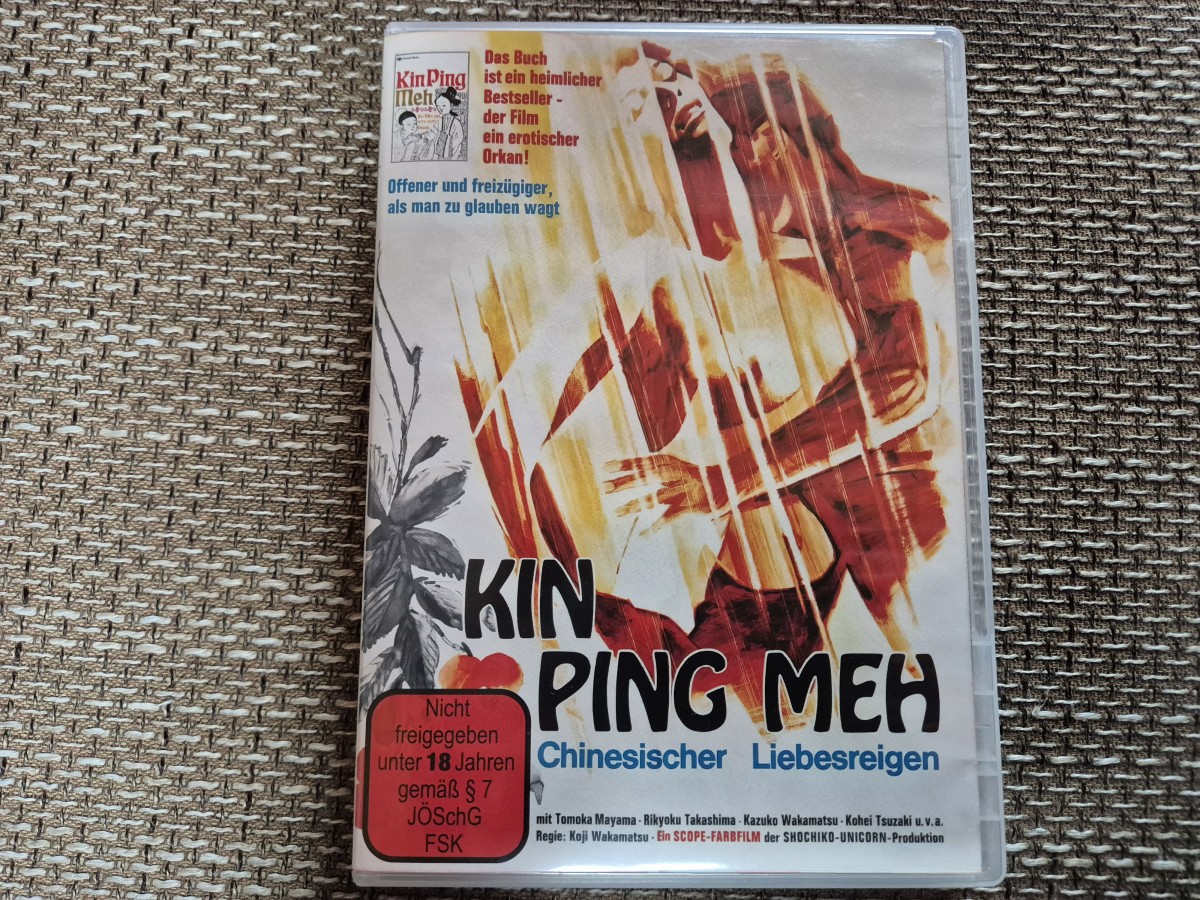 Kin Ping
Meh
Das Buch
ist ein heimlicher
Bestseller -
der Film
ein erotischer
Orkan!
Offener und freizügiger,
als man zu glauben wagt
KIN
PING MEH
Chinesischer Liebesreigen
Nicht
freigegeben
unter 18 Jahren
gemäß § 7
JÖSchG
FSK
mit Tomoka Mayama · Rikyoku Takashima · Kazuko Wakamatsu · Kohei Tsuzaki u.v.a.
Regie: Koji Wakamatsu · Ein SCOPE-FARBFILM der SHOCHIKO-UNICORN-Produktion